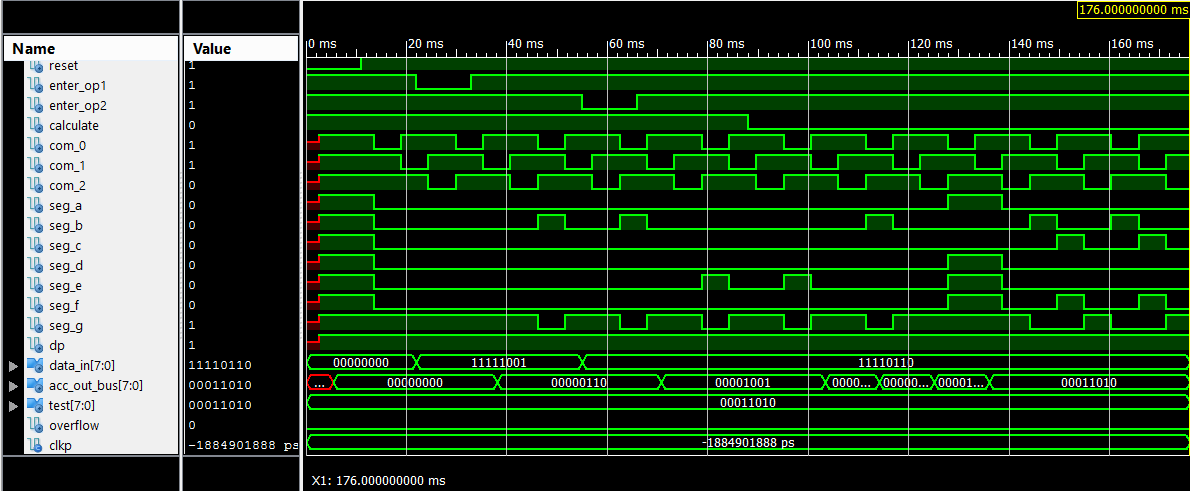 176.000000000 ms
Name Value 0 ms 20 ms 40 ms 60 ms 80 ms 100 ms 120 ms 140 ms 160 ms
reset 1
enter_op1 1
enter_op2 1
calculate 0
com_0 1
com_1 1
com_2 0
seg_a 0
seg_b 0
seg_c 0
seg_d 0
seg_e 0
seg_f 0
seg_g 1
dp 1
data_in[7:0] 11110110 00000000 11111001 11110110
acc_out_bus[7:0] 00011010 ... 00000000 00000110 00001001 0000... 00000... 00001... 00011010
test[7:0] 00011010 00011010
overflow 0
clkp -1884901888 ps -1884901888 ps
X1: 176.000000000 ms